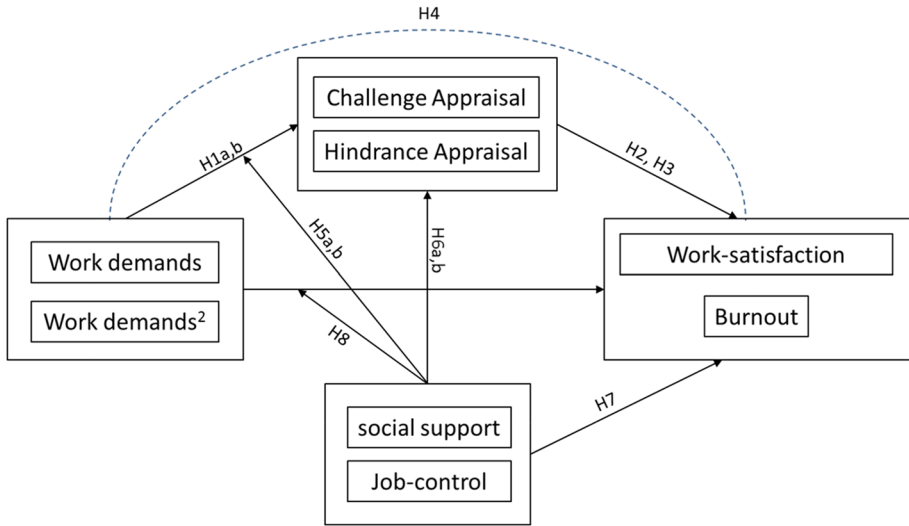 H4
Challenge Appraisal
Hindrance Appraisal
H1a,b
H2, H3
H5a,b
H6a,b
Work demands
Work demands²
Work-satisfaction
Burnout
H8
social support
Job-control
H7